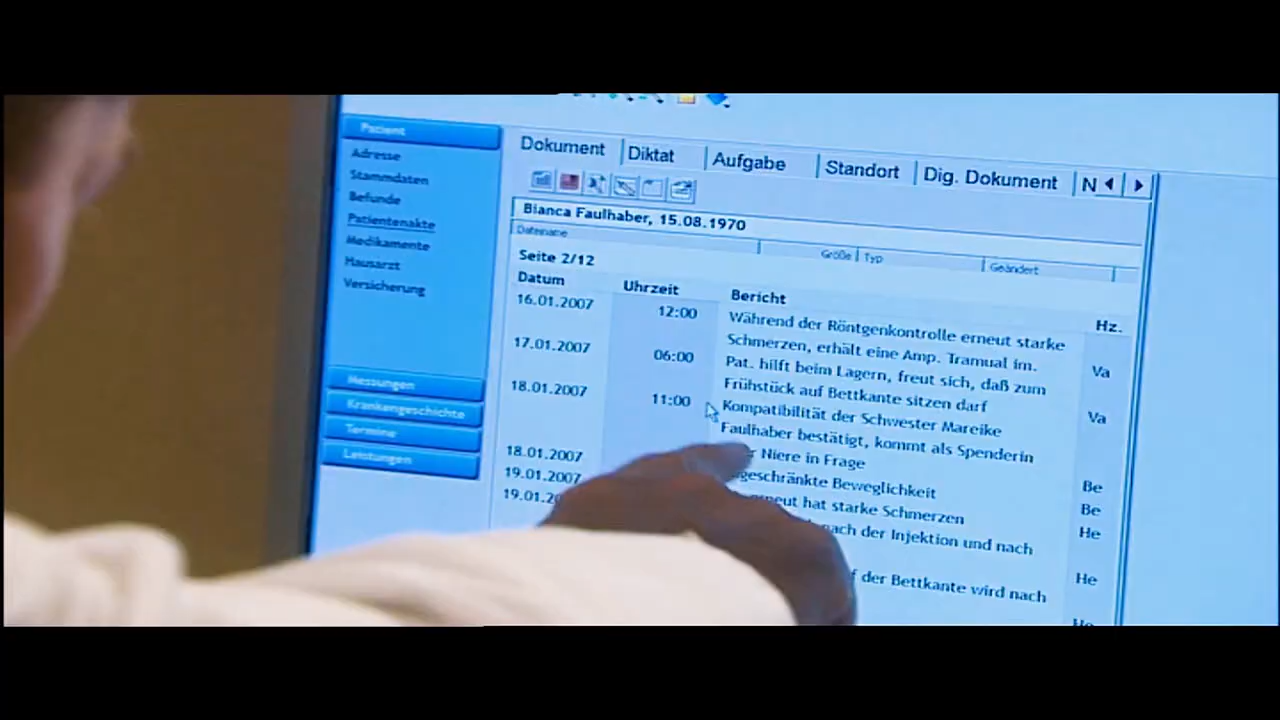 Patient
Adresse
Stammdaten
Befunde
Patientenakte
Medikamente
Hausarzt
Versicherung
Messungen
Krankengeschichte
Termine
Leistungen
Dokument Diktat Aufgabe Standort Dig. Dokument N
Bianca Faulhaber, 15.08.1970
Dateiname Größe Typ Geändert
Seite 2/12
Datum Uhrzeit Bericht Hz.
16.01.2007 12:00 Während der Röntgenkontrolle erneut starke
Schmerzen, erhält eine Amp. Tramual im. Va
17.01.2007 06:00 Pat. hilft beim Lagern, freut sich, daß zum
Frühstück auf Bettkante sitzen darf Va
18.01.2007 11:00 Kompatibilität der Schwester Mareike
Faulhaber bestätigt, kommt als Spenderin
Niere in Frage Be
18.01.2007 geschränkte Beweglichkeit Be
19.01.2007 erneut hat starke Schmerzen He
19.01.20 nach der Injektion und nach
der Bettkante wird nach He